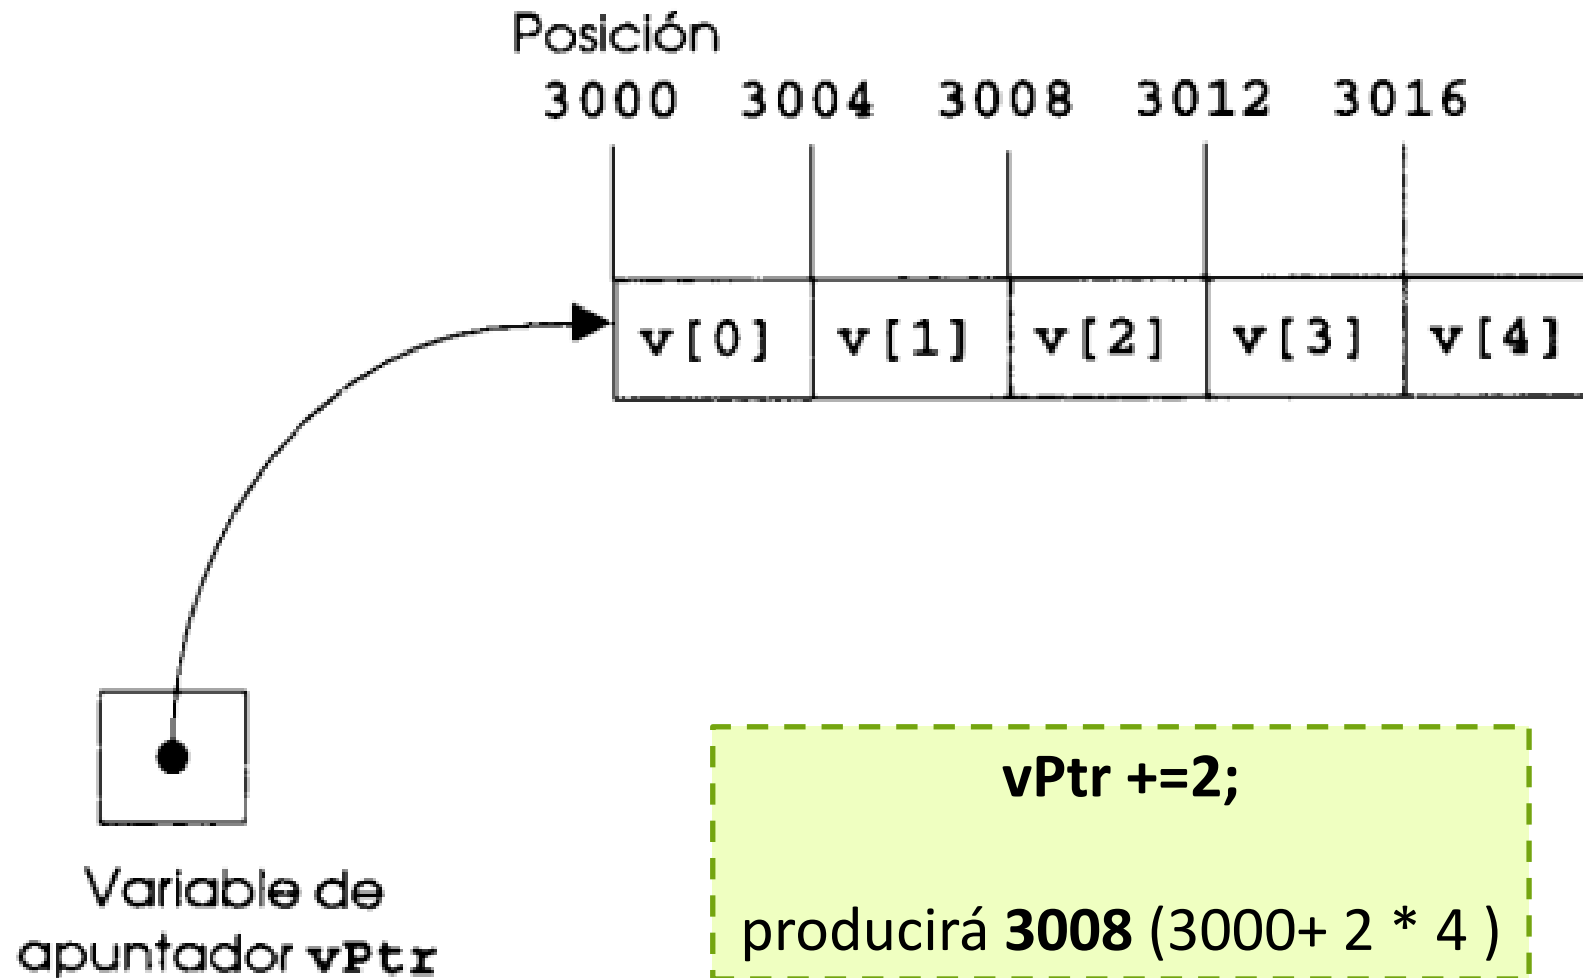 Posición
3000 3004 3008 3012 3016
v[0] v[1] v[2] v[3] v[4]
Variable de
apuntador vPtr
vPtr +=2;
producirá 3008 (3000+ 2 * 4 )